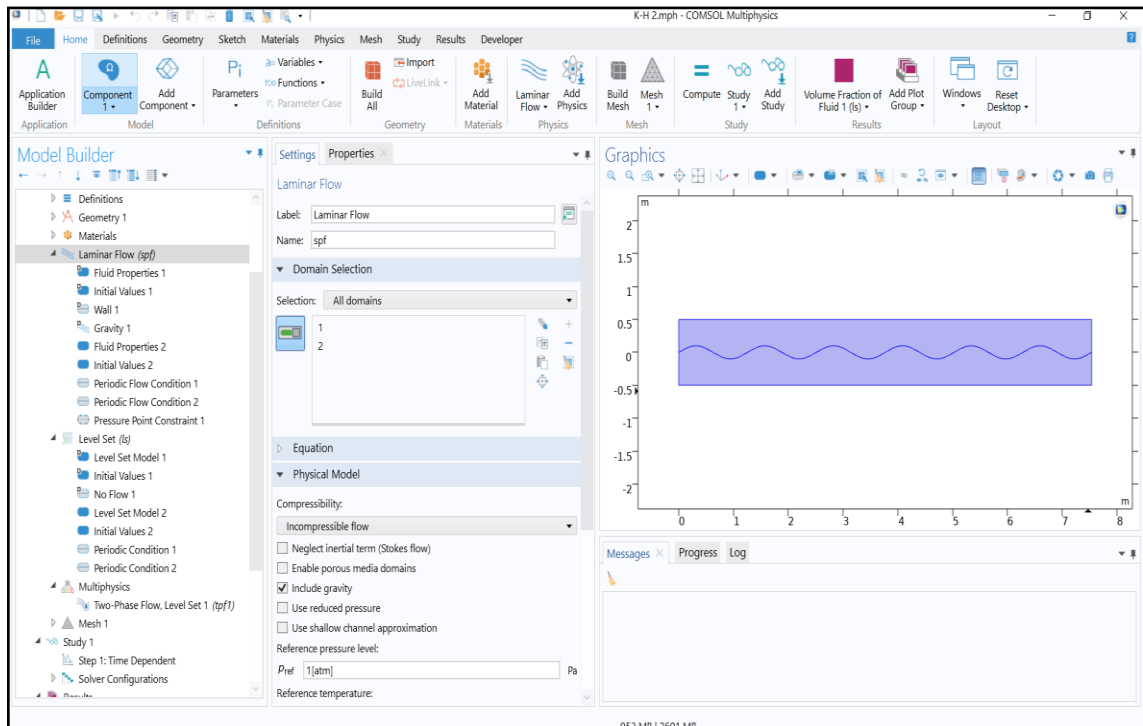 K-H 2.mph - COMSOL Multiphysics
File Home Definitions Geometry Sketch Materials Physics Mesh Study Results Developer
Application Builder
Component 1
Add Component
Parameters
a= Variables
f(x) Functions
Pi Parameter Case
Build All
Import
LiveLink
Add Material
Laminar Flow
Add Physics
Build Mesh
Mesh 1
Compute
Study 1
Add Study
Volume Fraction of Fluid 1 (ls)
Add Plot Group
Windows
Reset Desktop
Application Model Definitions Geometry Materials Physics Mesh Study Results Layout
Model Builder
Definitions
Geometry 1
Materials
Laminar Flow (spf)
Fluid Properties 1
Initial Values 1
Wall 1
Gravity 1
Fluid Properties 2
Initial Values 2
Periodic Flow Condition 1
Periodic Flow Condition 2
Pressure Point Constraint 1
Level Set (ls)
Level Set Model 1
Initial Values 1
No Flow 1
Level Set Model 2
Initial Values 2
Periodic Condition 1
Periodic Condition 2
Multiphysics
Two-Phase Flow, Level Set 1 (tpf1)
Mesh 1
Study 1
Step 1: Time Dependent
Solver Configurations
Results
Settings Properties
Laminar Flow
Label: Laminar Flow
Name: spf
Domain Selection
Selection: All domains
1
2
Equation
Physical Model
Compressibility:
Incompressible flow
Neglect inertial term (Stokes flow)
Enable porous media domains
Include gravity
Use reduced pressure
Use shallow channel approximation
Reference pressure level:
pref 1[atm] Pa
Reference temperature:
Graphics
m
2
1.5
1
0.5
0
-0.5
-1
-1.5
-2
m
0 1 2 3 4 5 6 7 8
Messages Progress Log